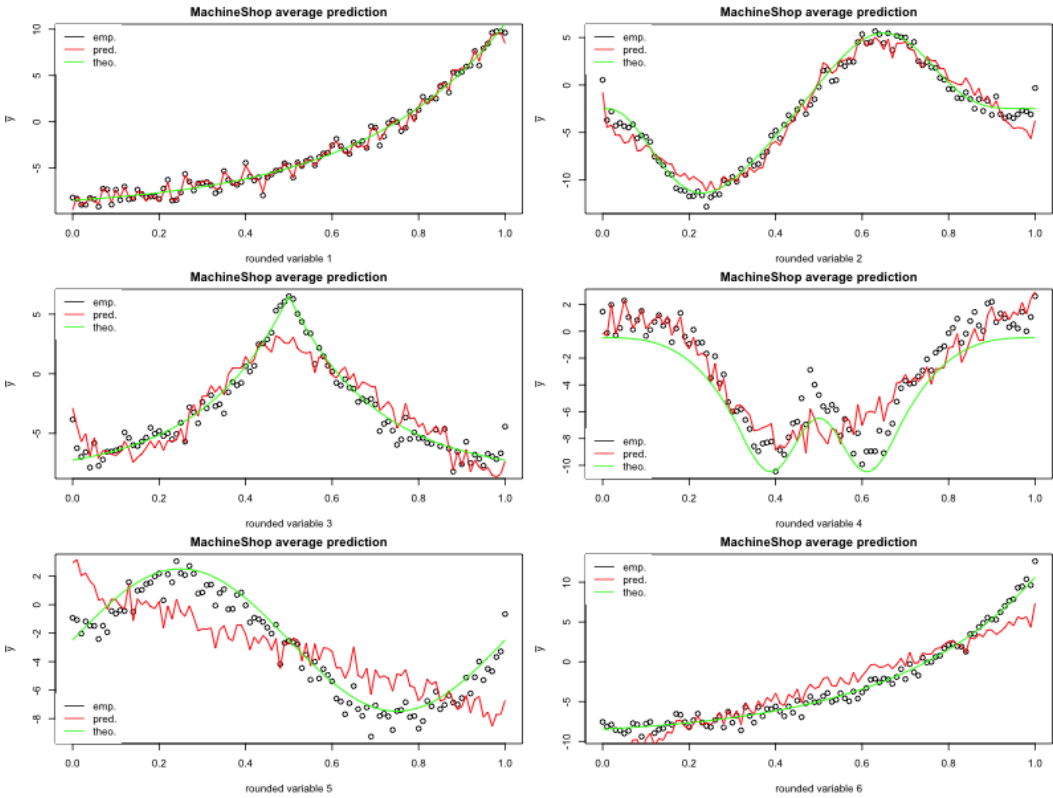 MachineShop average prediction
emp.
pred.
theo.
y̅
10
5
0
-5
0.0 0.2 0.4 0.6 0.8 1.0
rounded variable 1
MachineShop average prediction
emp.
pred.
theo.
y̅
5
0
-5
-10
0.0 0.2 0.4 0.6 0.8 1.0
rounded variable 2
MachineShop average prediction
emp.
pred.
theo.
y̅
5
0
-5
0.0 0.2 0.4 0.6 0.8 1.0
rounded variable 3
MachineShop average prediction
emp.
pred.
theo.
y̅
2
0
-2
-4
-6
-8
-10
0.0 0.2 0.4 0.6 0.8 1.0
rounded variable 4
MachineShop average prediction
emp.
pred.
theo.
y̅
2
0
-2
-4
-6
-8
0.0 0.2 0.4 0.6 0.8 1.0
rounded variable 5
MachineShop average prediction
emp.
pred.
theo.
y̅
10
5
0
-5
-10
0.0 0.2 0.4 0.6 0.8 1.0
rounded variable 6